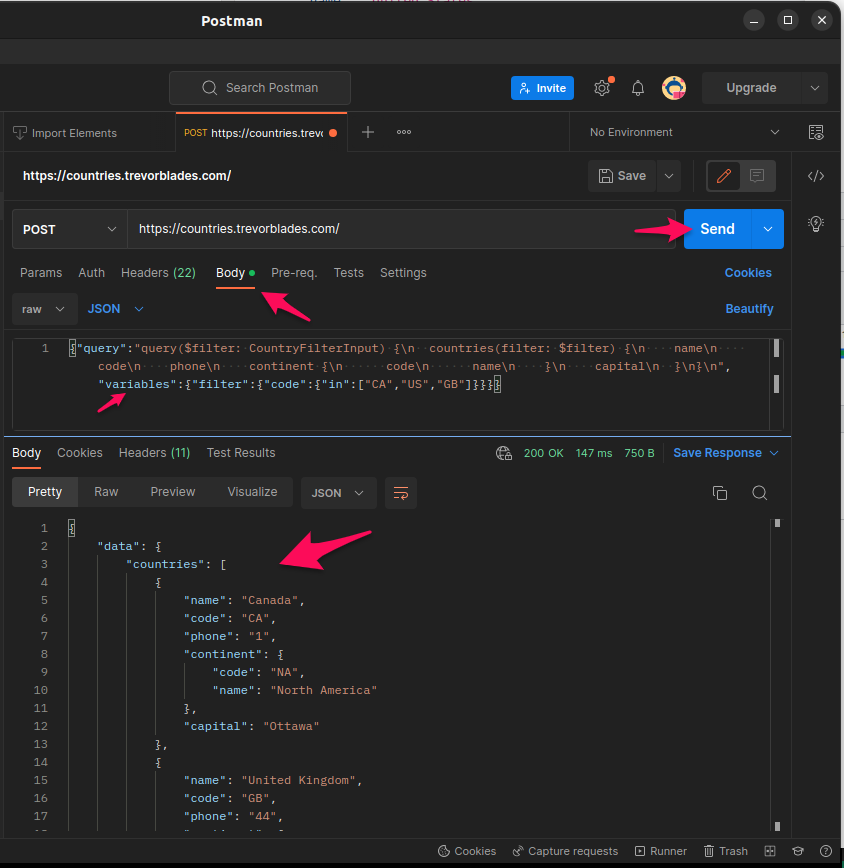 Postman
Search Postman
Invite
Upgrade
Import Elements
POST https://countries.trevo
No Environment
https://countries.trevorblades.com/
Save
POST
https://countries.trevorblades.com/
Send
Params Auth Headers (22) Body Pre-req. Tests Settings
Cookies
raw JSON
Beautify
1 {"query":"query($filter: CountryFilterInput) {\n··countries(filter:·$filter)·{\n····name\n····
code\n····phone\n····continent·{\n······code\n······name\n····}\n····capital\n··}\n}\n",
"variables":{"filter":{"code":{"in":["CA","US","GB"]}}}}
Body Cookies Headers (11) Test Results
200 OK 147 ms 750 B Save Response
Pretty Raw Preview Visualize JSON
1 {
2 "data": {
3 "countries": [
4 {
5 "name": "Canada",
6 "code": "CA",
7 "phone": "1",
8 "continent": {
9 "code": "NA",
10 "name": "North America"
11 },
12 "capital": "Ottawa"
13 },
14 {
15 "name": "United Kingdom",
16 "code": "GB",
17 "phone": "44",
Cookies Capture requests Runner Trash